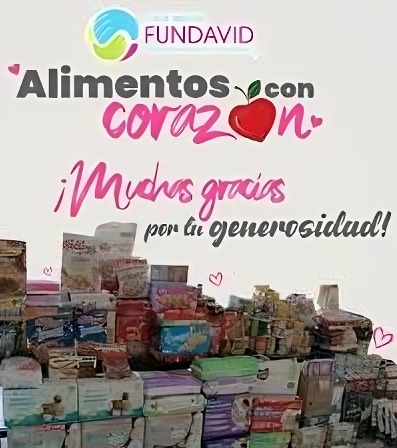 FUNDAVID
Alimentos con
corazón
¡Muchas gracias
por tu generosidad!